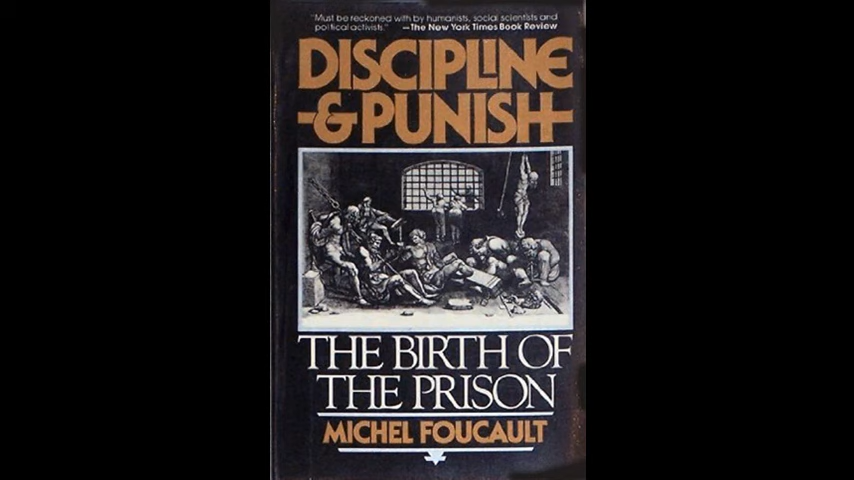 "Must be reckoned with by humanists, social scientists and
political activists." —The New York Times Book Review
DISCIPLINE
&PUNISH
THE BIRTH OF
THE PRISON
MICHEL FOUCAULT